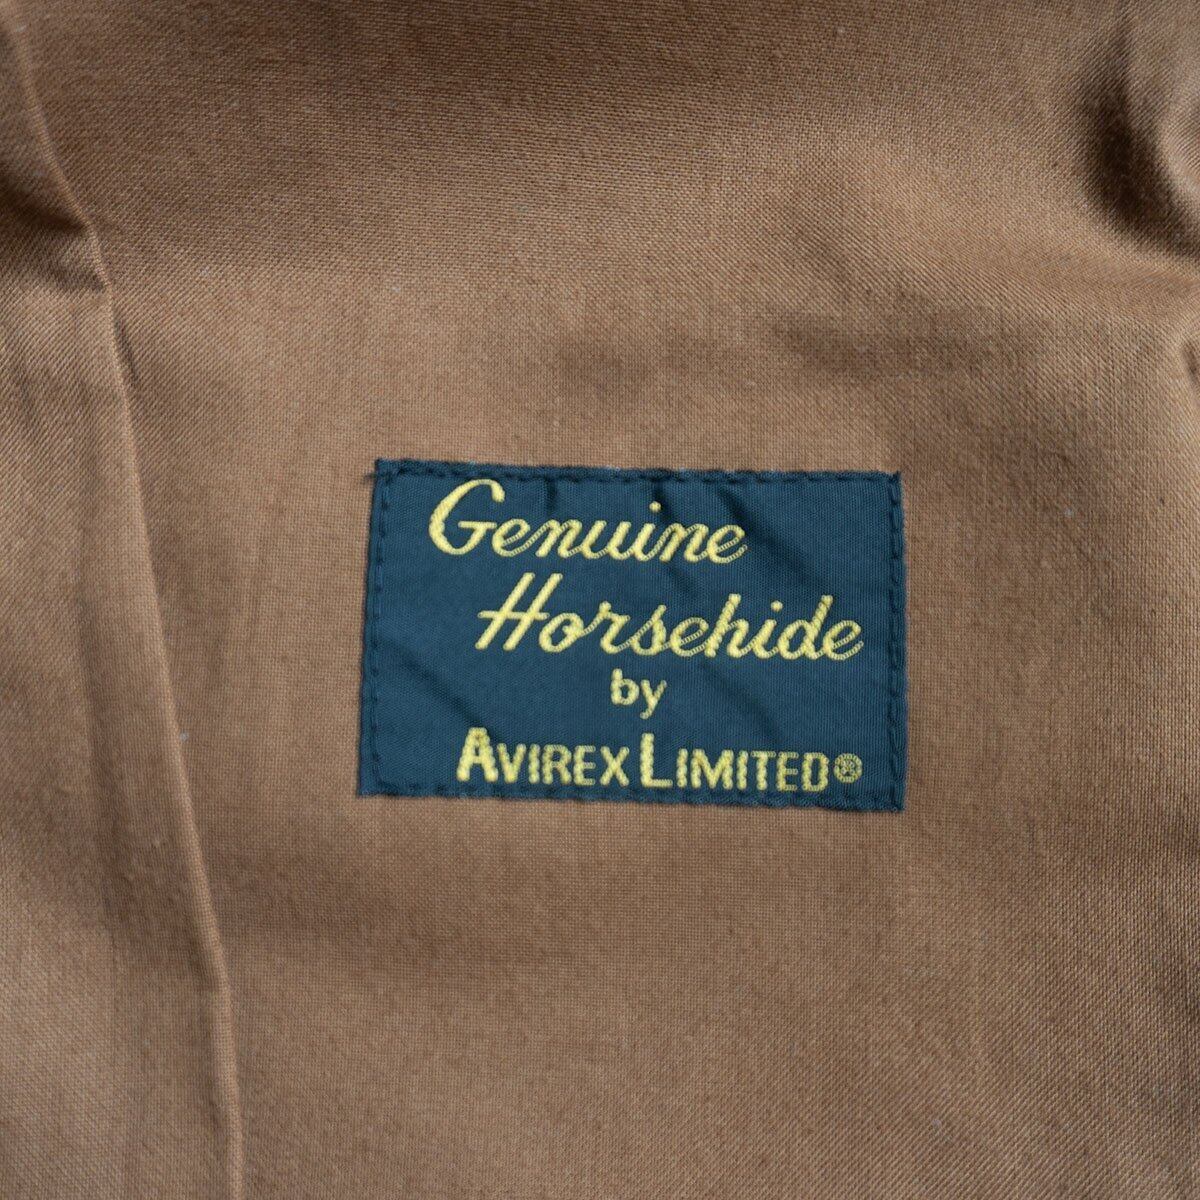 Genuine
Horsehide
by
AVIREX LIMITED®